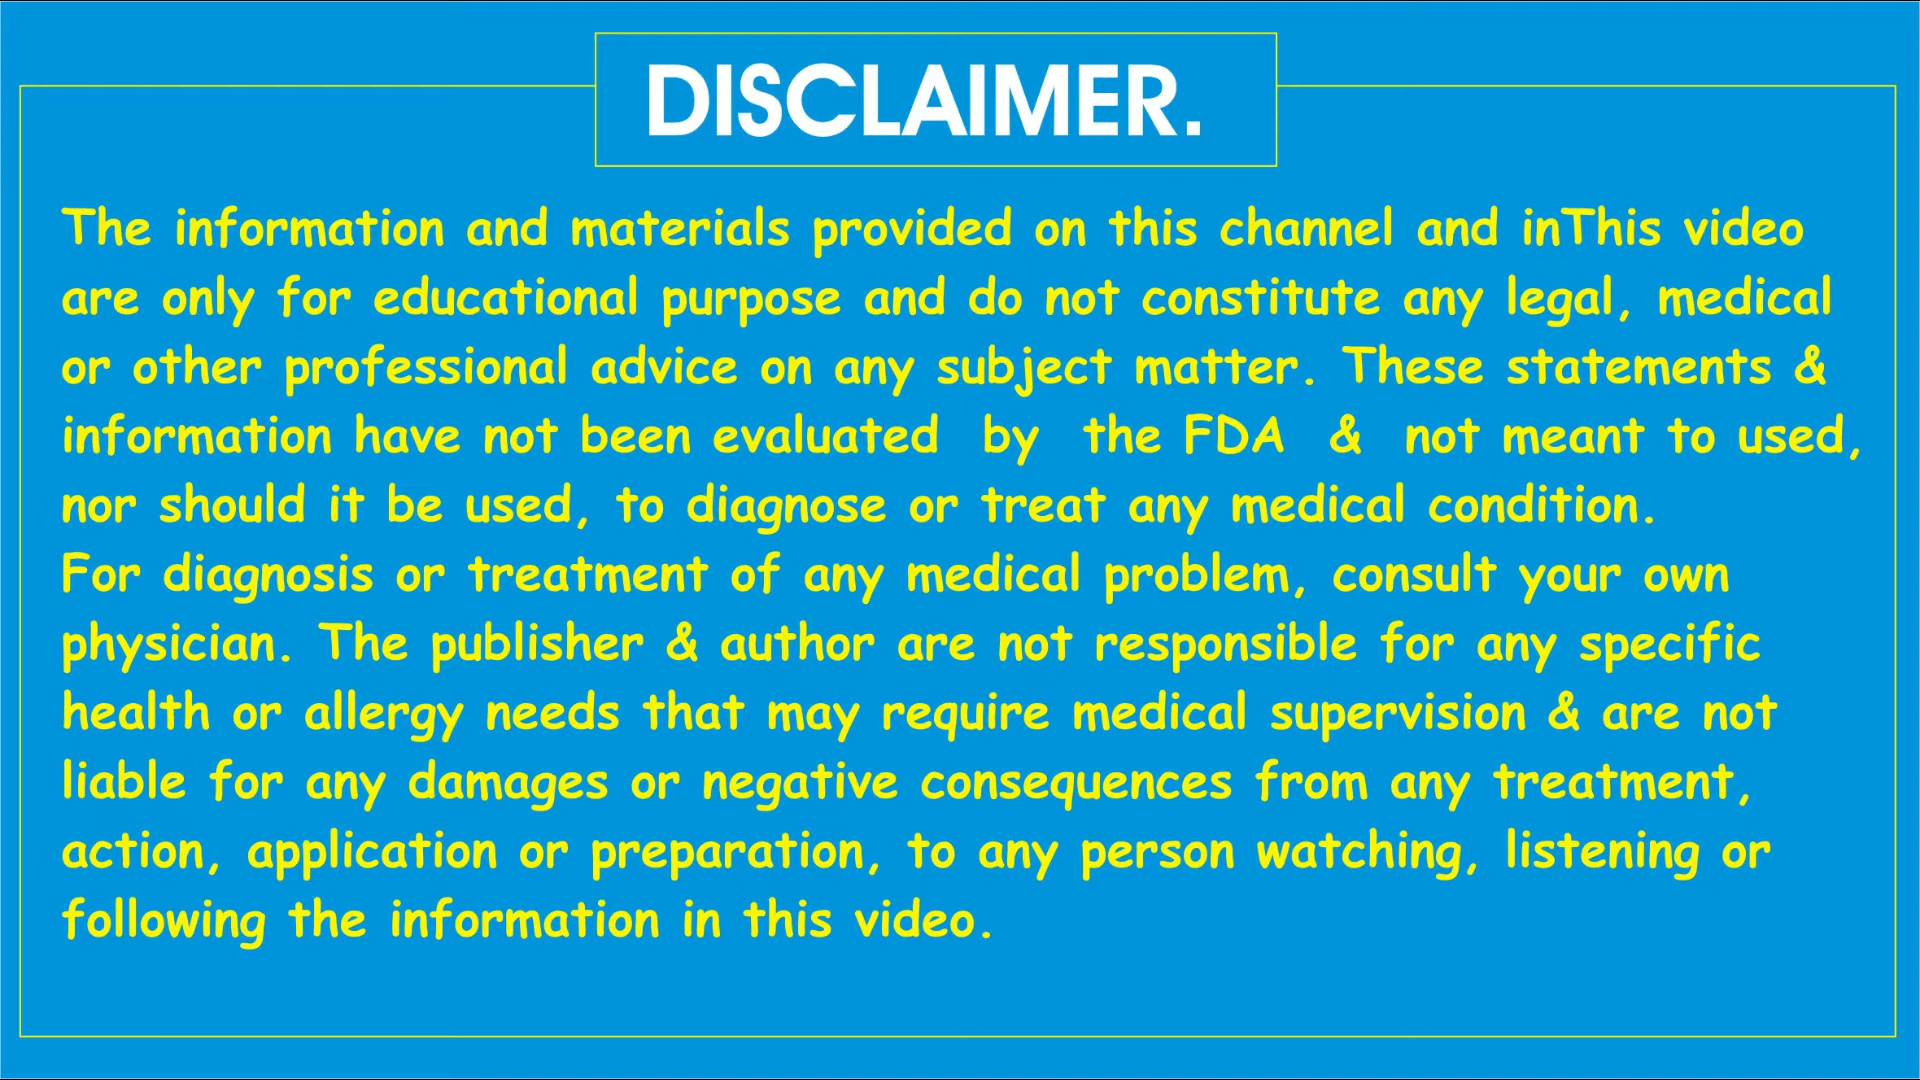 DISCLAIMER.
The information and materials provided on this channel and inThis video
are only for educational purpose and do not constitute any legal, medical
or other professional advice on any subject matter. These statements &
information have not been evaluated by the FDA & not meant to used,
nor should it be used, to diagnose or treat any medical condition.
For diagnosis or treatment of any medical problem, consult your own
physician. The publisher & author are not responsible for any specific
health or allergy needs that may require medical supervision & are not
liable for any damages or negative consequences from any treatment,
action, application or preparation, to any person watching, listening or
following the information in this video.